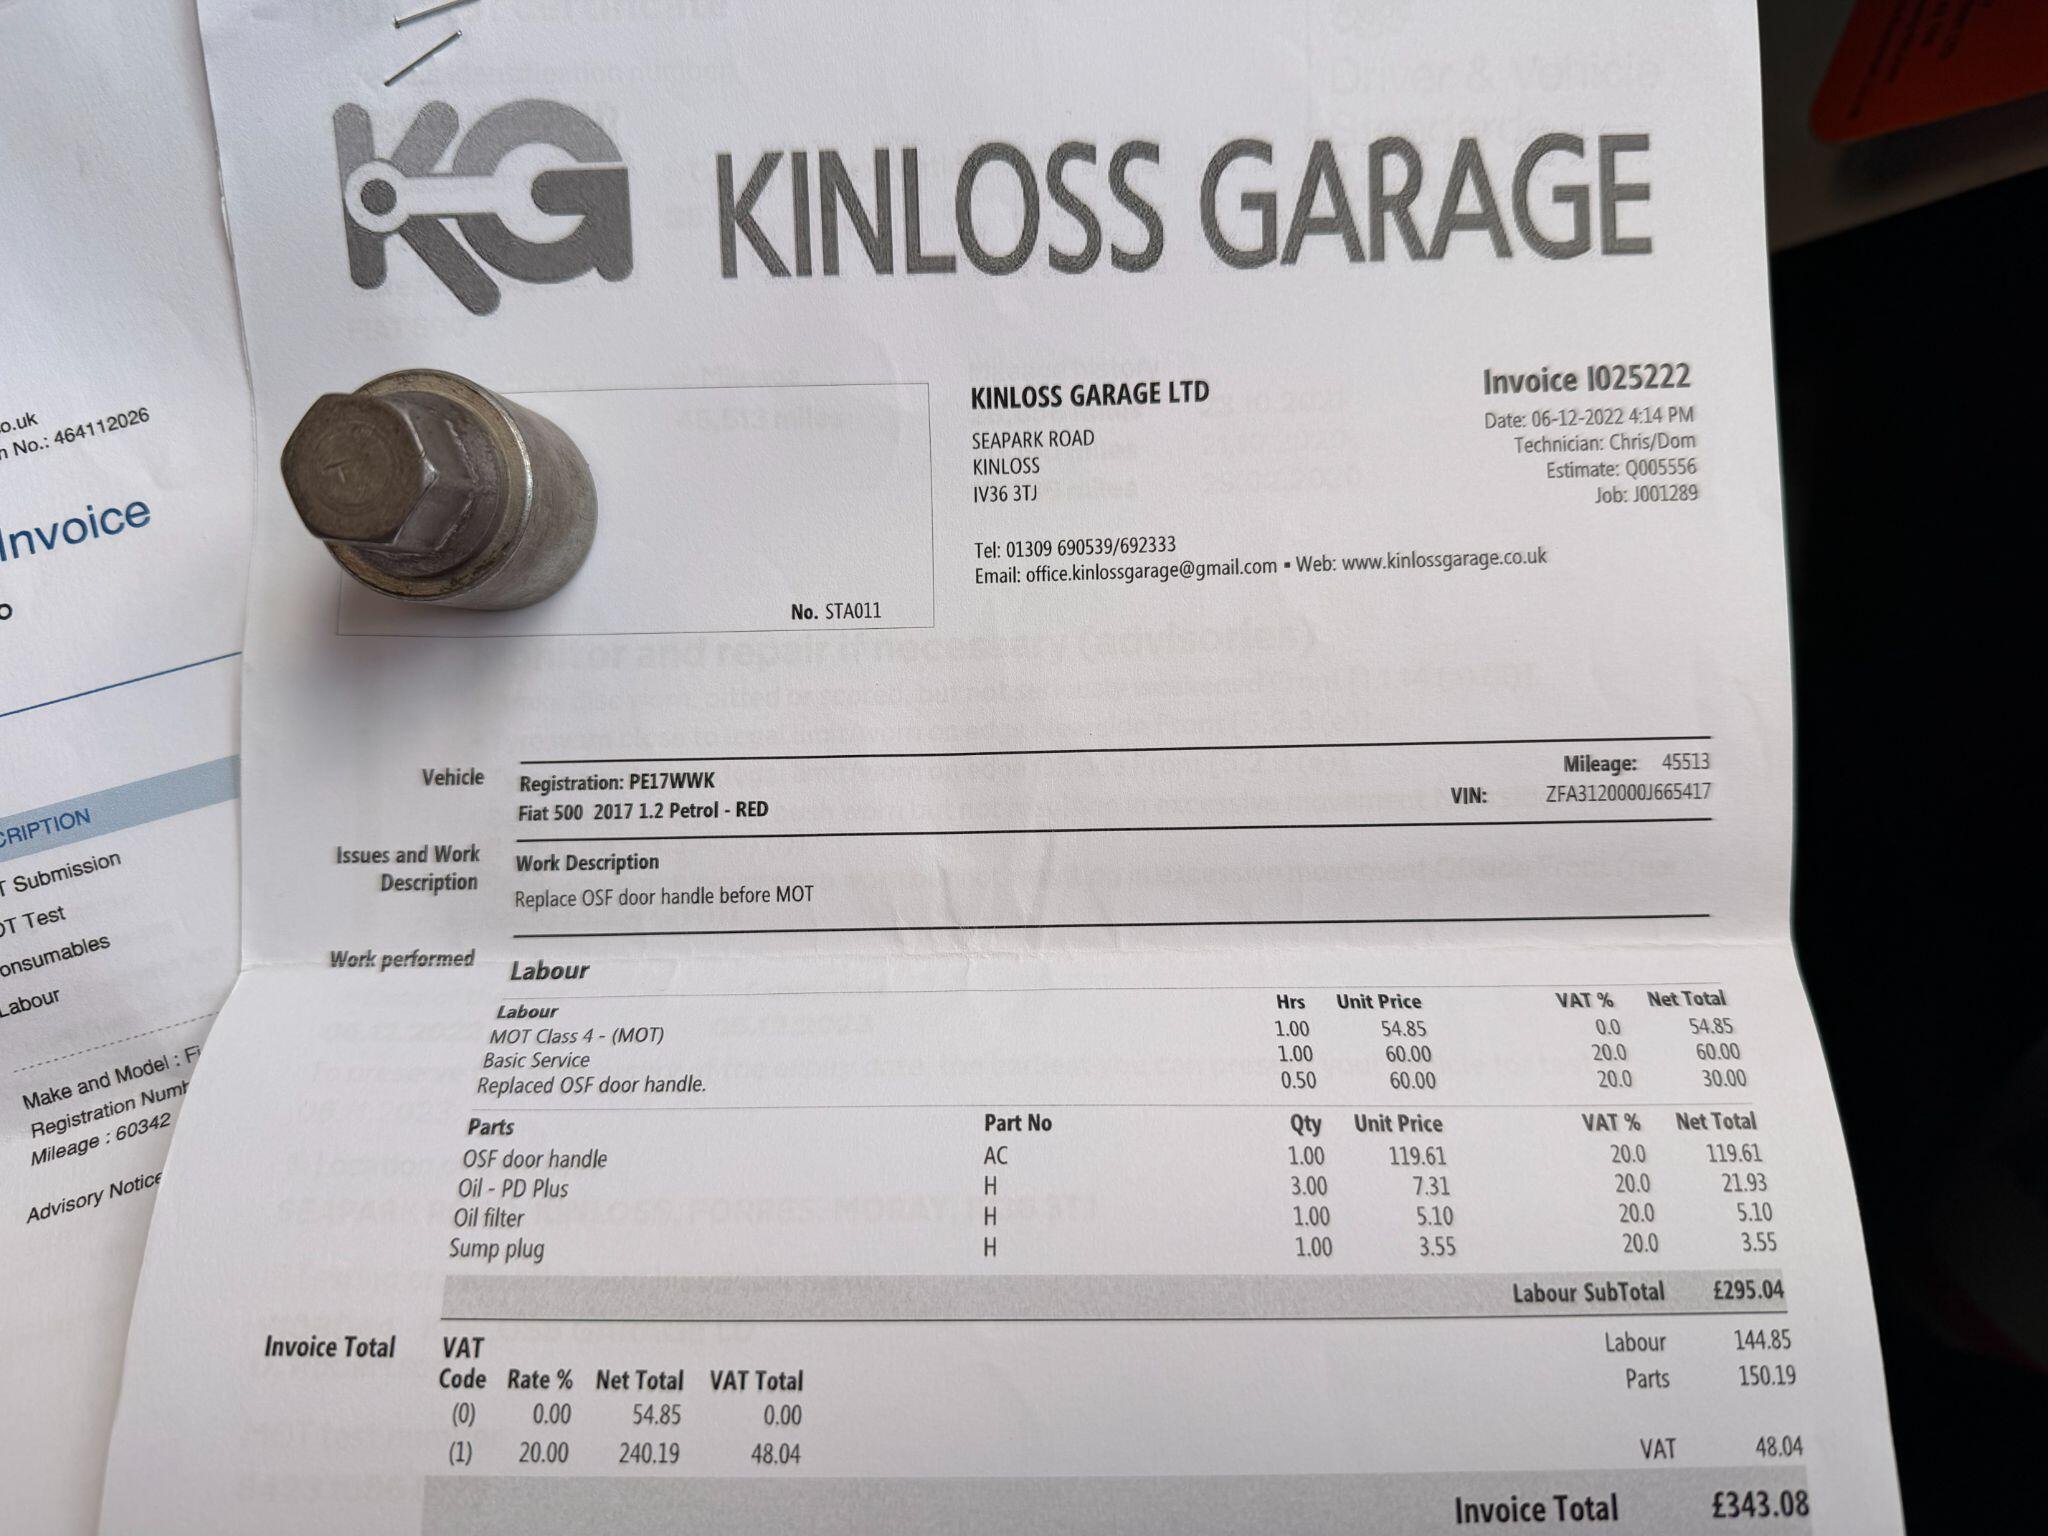 KG KINLOSS GARAGE
KINLOSS GARAGE LTD
SEAPARK ROAD
KINLOSS
IV36 3TJ
Tel: 01309 690539/692333
Email: office.kinlossgarage@gmail.com ▪ Web: www.kinlossgarage.co.uk
Invoice I025222
Date: 06-12-2022 4:14 PM
Technician: Chris/Dom
Estimate: Q005556
Job: J001289
No. STA011
Vehicle
Registration: PE17WWK
Fiat 500 2017 1.2 Petrol - RED
Mileage: 45513
VIN: ZFA3120000J665417
Issues and Work
Description
Work Description
Replace OSF door handle before MOT
Work performed
Labour
Labour Hrs Unit Price VAT % Net Total
MOT Class 4 - (MOT) 1.00 54.85 0.0 54.85
Basic Service 1.00 60.00 20.0 60.00
Replaced OSF door handle. 0.50 60.00 20.0 30.00
Parts Part No Qty Unit Price VAT % Net Total
OSF door handle AC 1.00 119.61 20.0 119.61
Oil - PD Plus H 3.00 7.31 20.0 21.93
Oil filter H 1.00 5.10 20.0 5.10
Sump plug H 1.00 3.55 20.0 3.55
Labour SubTotal £295.04
Labour 144.85
Parts 150.19
VAT 48.04
Invoice Total £343.08
Invoice Total
VAT
Code Rate % Net Total VAT Total
(0) 0.00 54.85 0.00
(1) 20.00 240.19 48.04
o.uk
No.: 464112026
Invoice
CRIPTION
T Submission
OT Test
onsumables
Labour
Make and Model : Fi
Registration Numb
Mileage : 60342
Advisory Notice